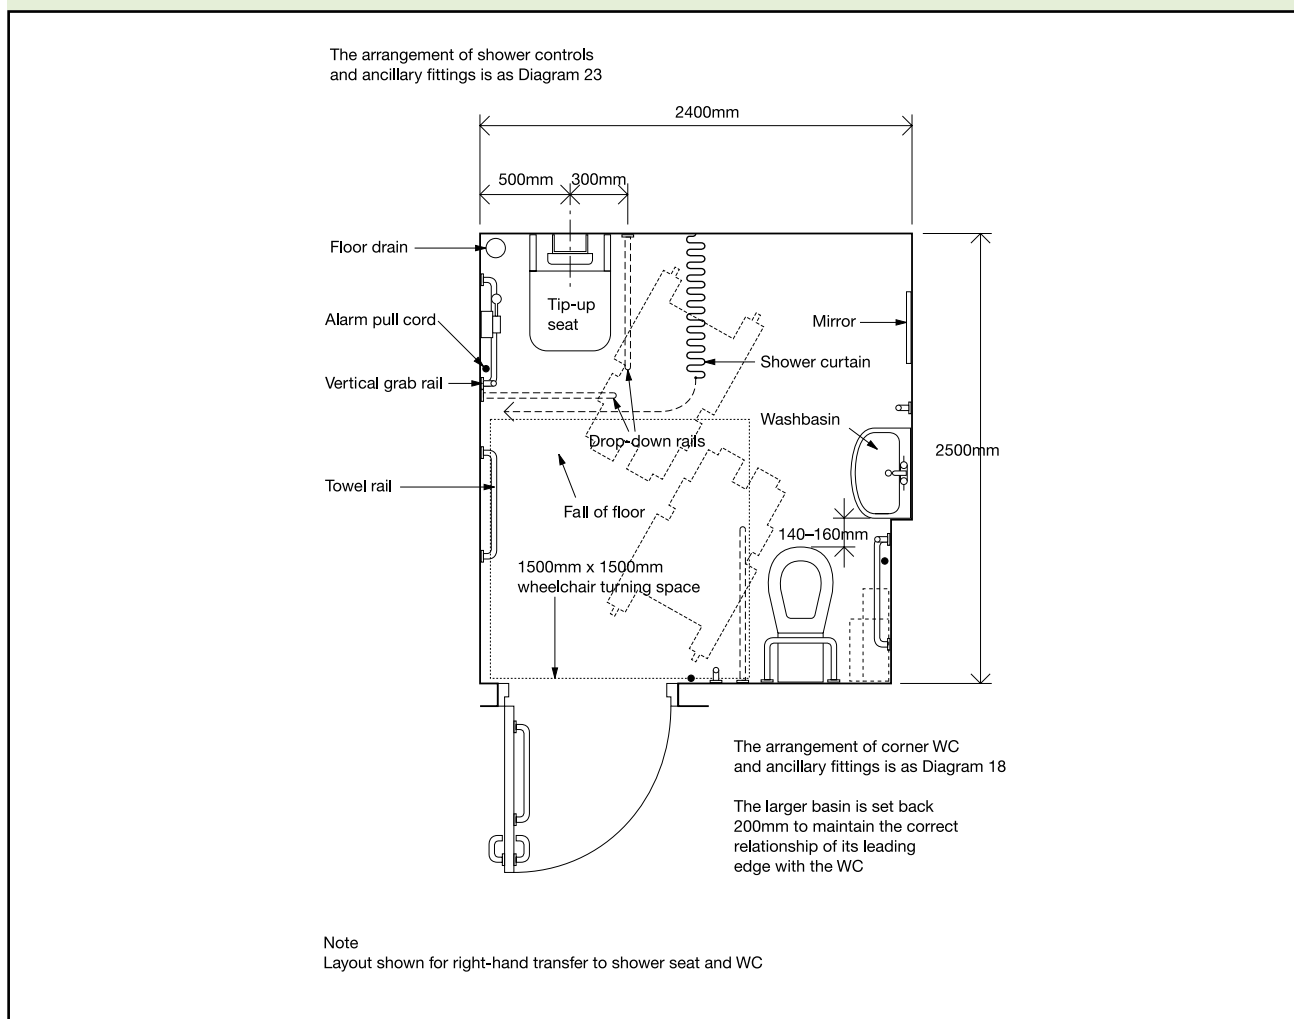 The arrangement of shower controls
and ancillary fittings is as Diagram 23
2400mm
500mm
300mm
Floor drain
Tip-up
seat
Alarm pull cord
Mirror
Shower curtain
Vertical grab rail
Washbasin
Drop-down rails
2500mm
Towel rail
Fall of floor
140–160mm
1500mm x 1500mm
wheelchair turning space
The arrangement of corner WC
and ancillary fittings is as Diagram 18
The larger basin is set back
200mm to maintain the correct
relationship of its leading
edge with the WC
Note
Layout shown for right-hand transfer to shower seat and WC